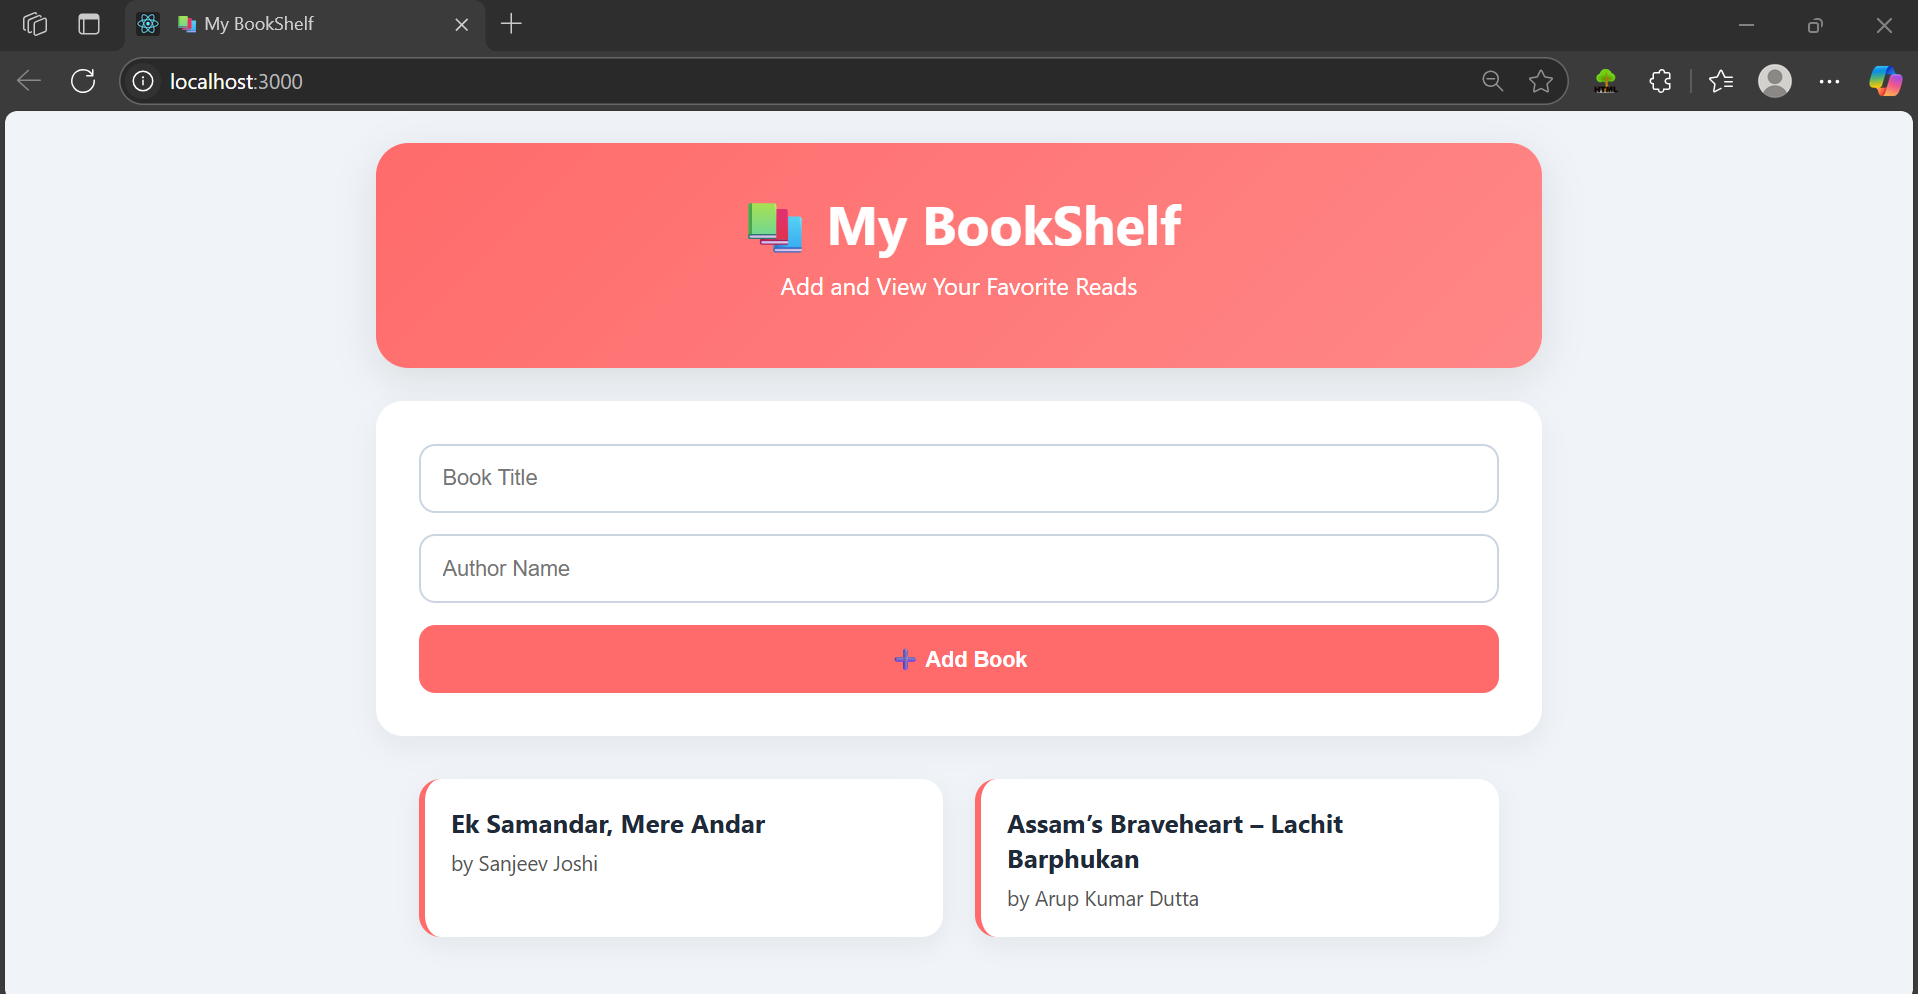 My BookShelf
localhost:3000
HTML
My BookShelf
Add and View Your Favorite Reads
Book Title
Author Name
Add Book
Ek Samandar, Mere Andar
by Sanjeev Joshi
Assam’s Braveheart – Lachit
Barphukan
by Arup Kumar Dutta